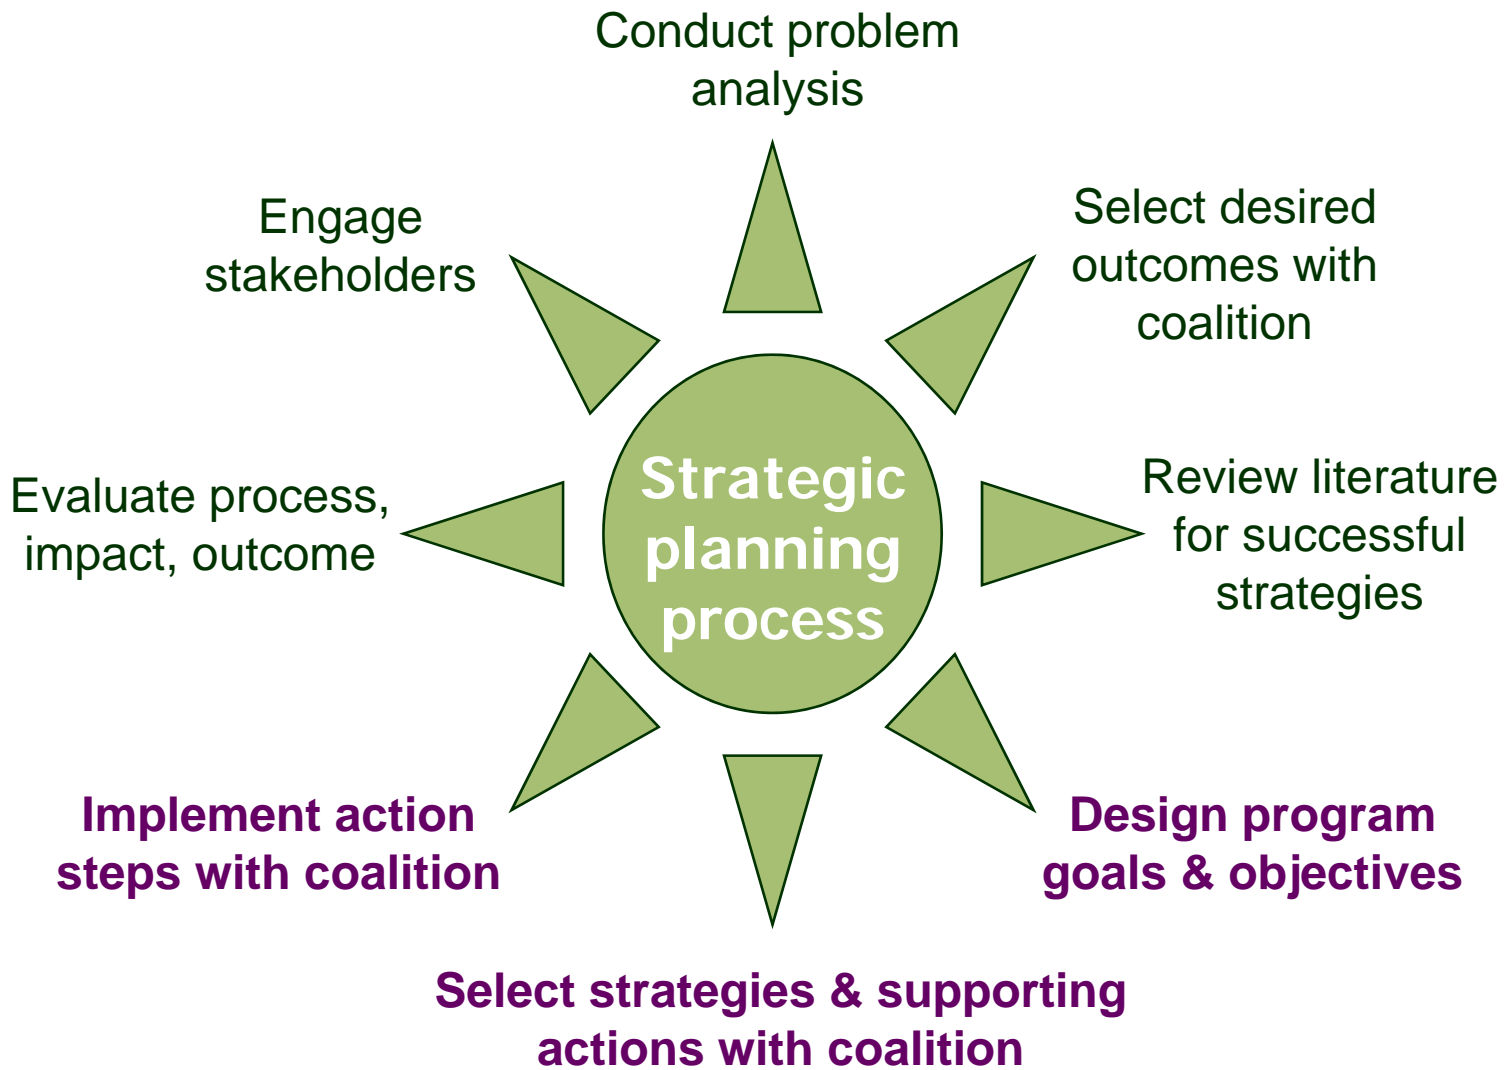 Conduct problem
analysis
Select desired
outcomes with
coalition
Review literature
for successful
strategies
Design program
goals & objectives
Select strategies & supporting
actions with coalition
Implement action
steps with coalition
Evaluate process,
impact, outcome
Engage
stakeholders
Strategic
planning
process